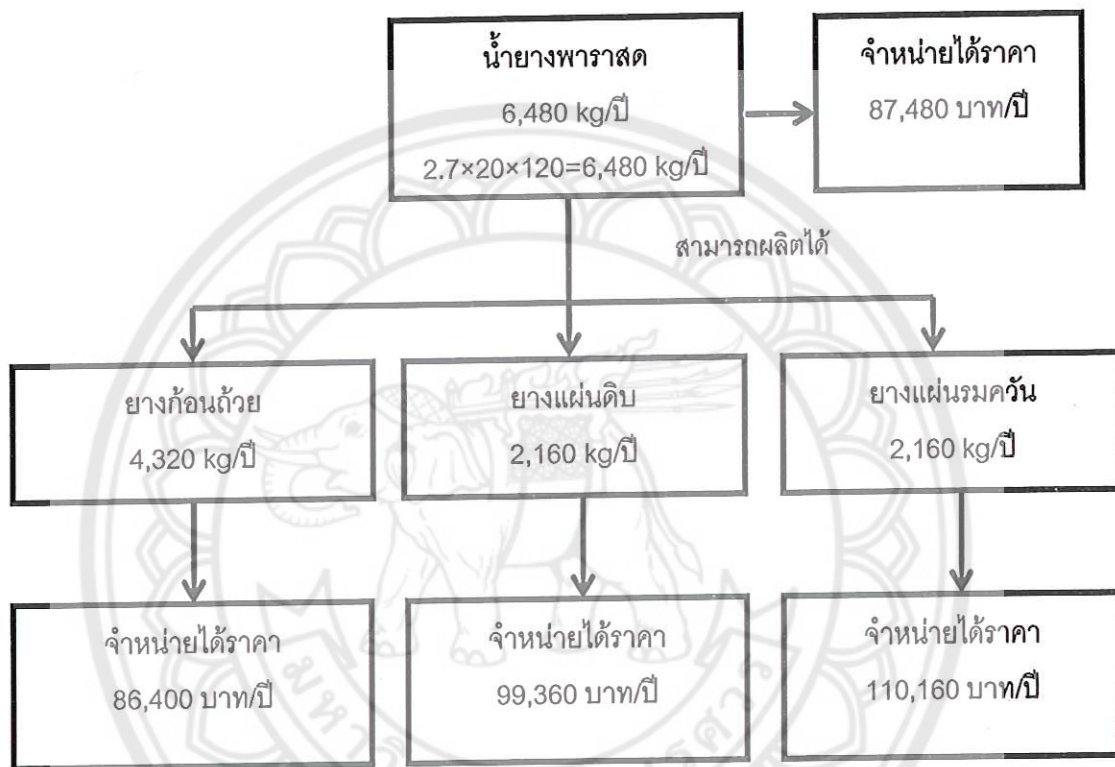 น้ำยางพาราสด
6,480 kg/ปี
2.7×20×120=6,480 kg/ปี
จำหน่ายได้ราคา
87,480 บาท/ปี
สามารถผลิตได้
ยางก้อนถ้วย
4,320 kg/ปี
ยางแผ่นดิบ
2,160 kg/ปี
ยางแผ่นรมควัน
2,160 kg/ปี
จำหน่ายได้ราคา
86,400 บาท/ปี
จำหน่ายได้ราคา
99,360 บาท/ปี
จำหน่ายได้ราคา
110,160 บาท/ปี